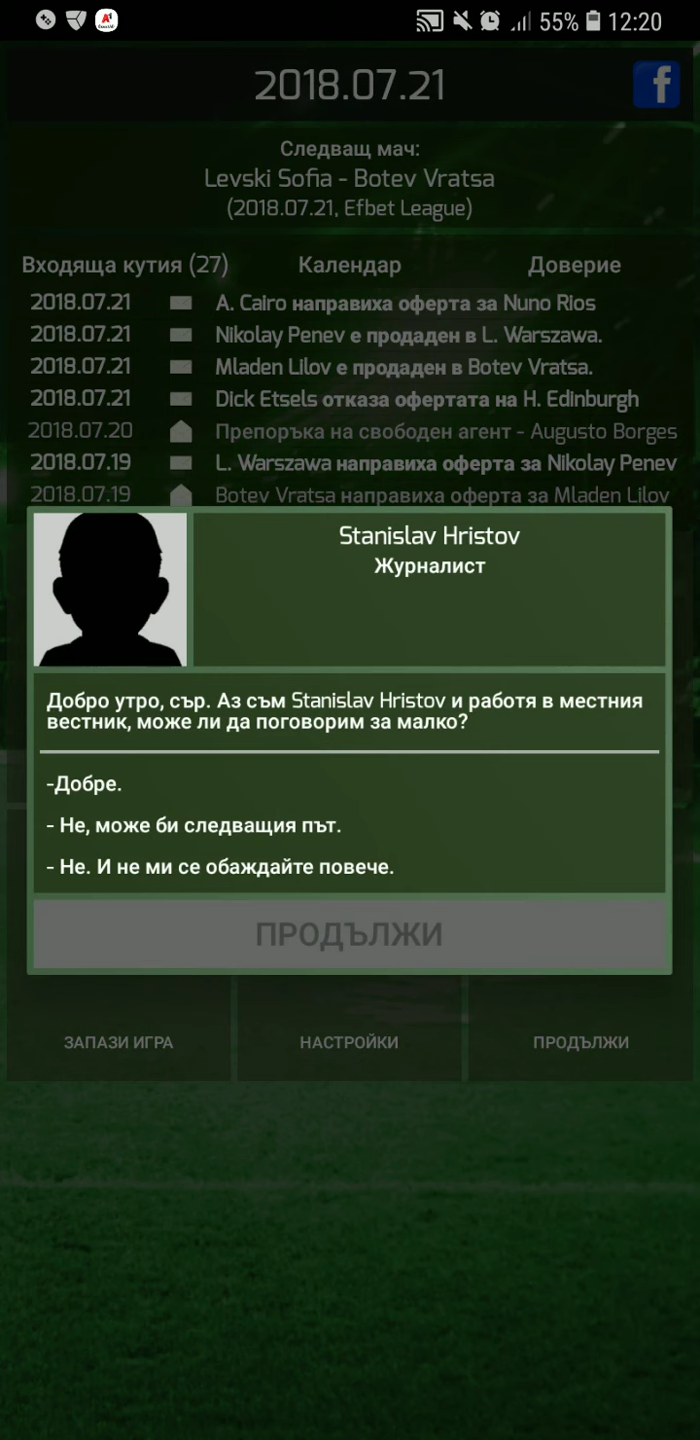 55% 12:20
2018.07.21
Следващ мач:
Levski Sofia - Botev Vratsa
(2018.07.21, Efbet League)
Входяща кутия (27) Календар Доверие
2018.07.21 A. Cairo направиха оферта за Nuno Rios
2018.07.21 Nikolay Penev е продаден в L. Warszawa.
2018.07.21 Mladen Lilov е продаден в Botev Vratsa.
2018.07.21 Dick Etsels отказа офертата на H. Edinburgh
2018.07.20 Препоръка на свободен агент - Augusto Borges
2018.07.19 L. Warszawa направиха оферта за Nikolay Penev
2018.07.19 Botev Vratsa направиха оферта за Mladen Lilov
Stanislav Hristov
Журналист
Добро утро, сър. Аз съм Stanislav Hristov и работя в местния
вестник, може ли да поговорим за малко?
-Добре.
- Не, може би следващия път.
- Не. И не ми се обаждайте повече.
ПРОДЪЛЖИ
ЗАПАЗИ ИГРА НАСТРОЙКИ ПРОДЪЛЖИ